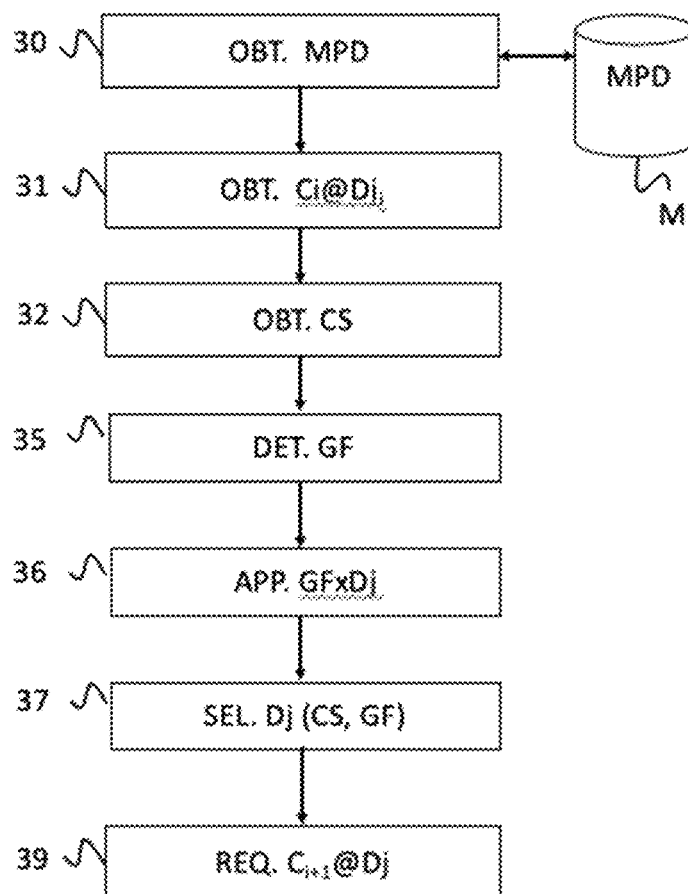 30 OBT. MPD MPD
M
31 OBT. Ci@Djⱼ
32 OBT. CS
35 DET. GF
36 APP. GFxDj
37 SEL. Dj (CS, GF)
39 REQ. Cᵢ₊₁@Dj